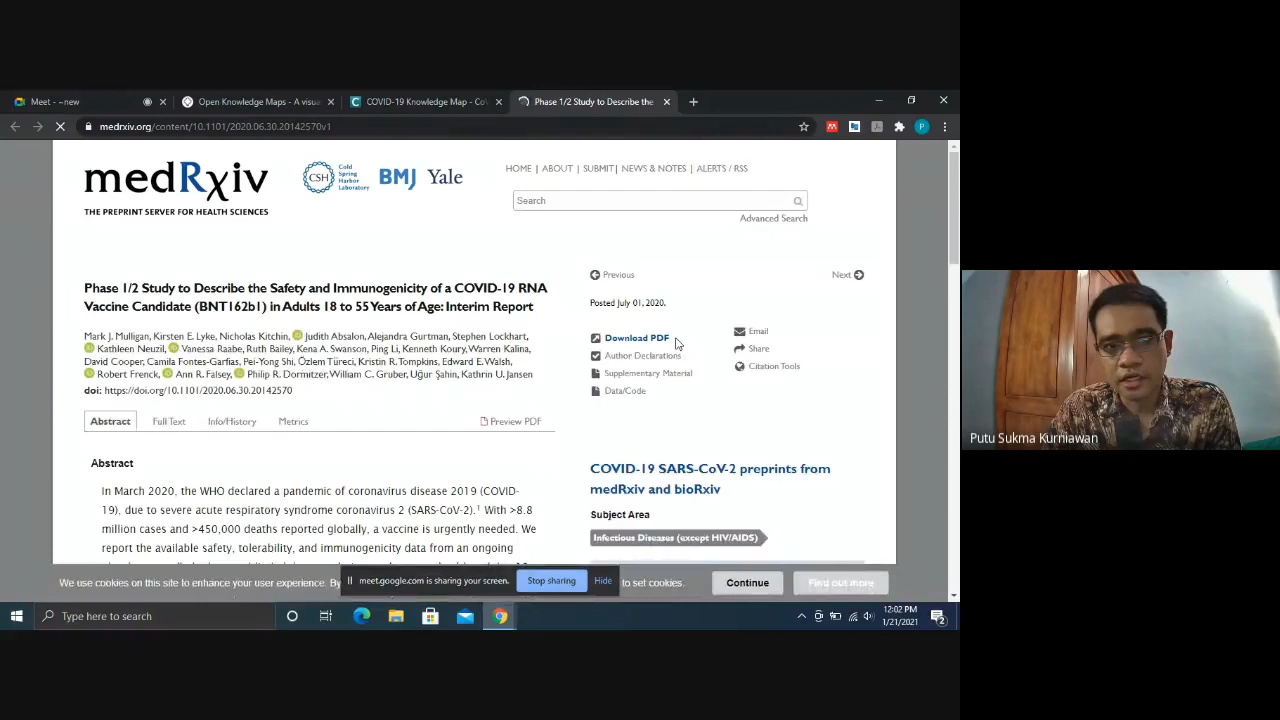 Meet - ~new
Open Knowledge Maps - A visua
COVID-19 Knowledge Map - CoV
Phase 1/2 Study to Describe the
medrxiv.org/content/10.1101/2020.06.30.20142570v1
P
medRxiv
THE PREPRINT SERVER FOR HEALTH SCIENCES
CSH
Cold
Spring
Harbor
Laboratory
BMJ
Yale
HOME | ABOUT | SUBMIT | NEWS & NOTES | ALERTS / RSS
Search
Advanced Search
Previous
Next
Phase 1/2 Study to Describe the Safety and Immunogenicity of a COVID-19 RNA
Vaccine Candidate (BNT162b1) in Adults 18 to 55 Years of Age: Interim Report
Mark J. Mulligan, Kirsten E. Lyke, Nicholas Kitchin, iD Judith Absalon, Alejandra Gurtman, Stephen Lockhart,
iD Kathleen Neuzil, iD Vanessa Raabe, Ruth Bailey, Kena A. Swanson, Ping Li, Kenneth Koury, Warren Kalina,
David Cooper, Camila Fontes-Garfias, Pei-Yong Shi, Özlem Türeci, Kristin R. Tompkins, Edward E. Walsh,
iD Robert Frenck, iD Ann R. Falsey, iD Philip R. Dormitzer, William C. Gruber, Uğur Şahin, Kathrin U. Jansen
doi: https://doi.org/10.1101/2020.06.30.20142570
Posted July 01, 2020.
Download PDF
Author Declarations
Supplementary Material
Data/Code
Email
Share
Citation Tools
Abstract
Full Text
Info/History
Metrics
Preview PDF
Abstract
In March 2020, the WHO declared a pandemic of coronavirus disease 2019 (COVID-
19), due to severe acute respiratory syndrome coronavirus 2 (SARS-CoV-2).1 With >8.8
million cases and >450,000 deaths reported globally, a vaccine is urgently needed. We
report the available safety, tolerability, and immunogenicity data from an ongoing
COVID-19 SARS-CoV-2 preprints from
medRxiv and bioRxiv
Subject Area
Infectious Diseases (except HIV/AIDS)
We use cookies on this site to enhance your user experience. By
to set cookies.
Continue
Find out more
meet.google.com is sharing your screen.
Stop sharing
Hide
Type here to search
12:02 PM
1/21/2021
2
Putu Sukma Kurniawan